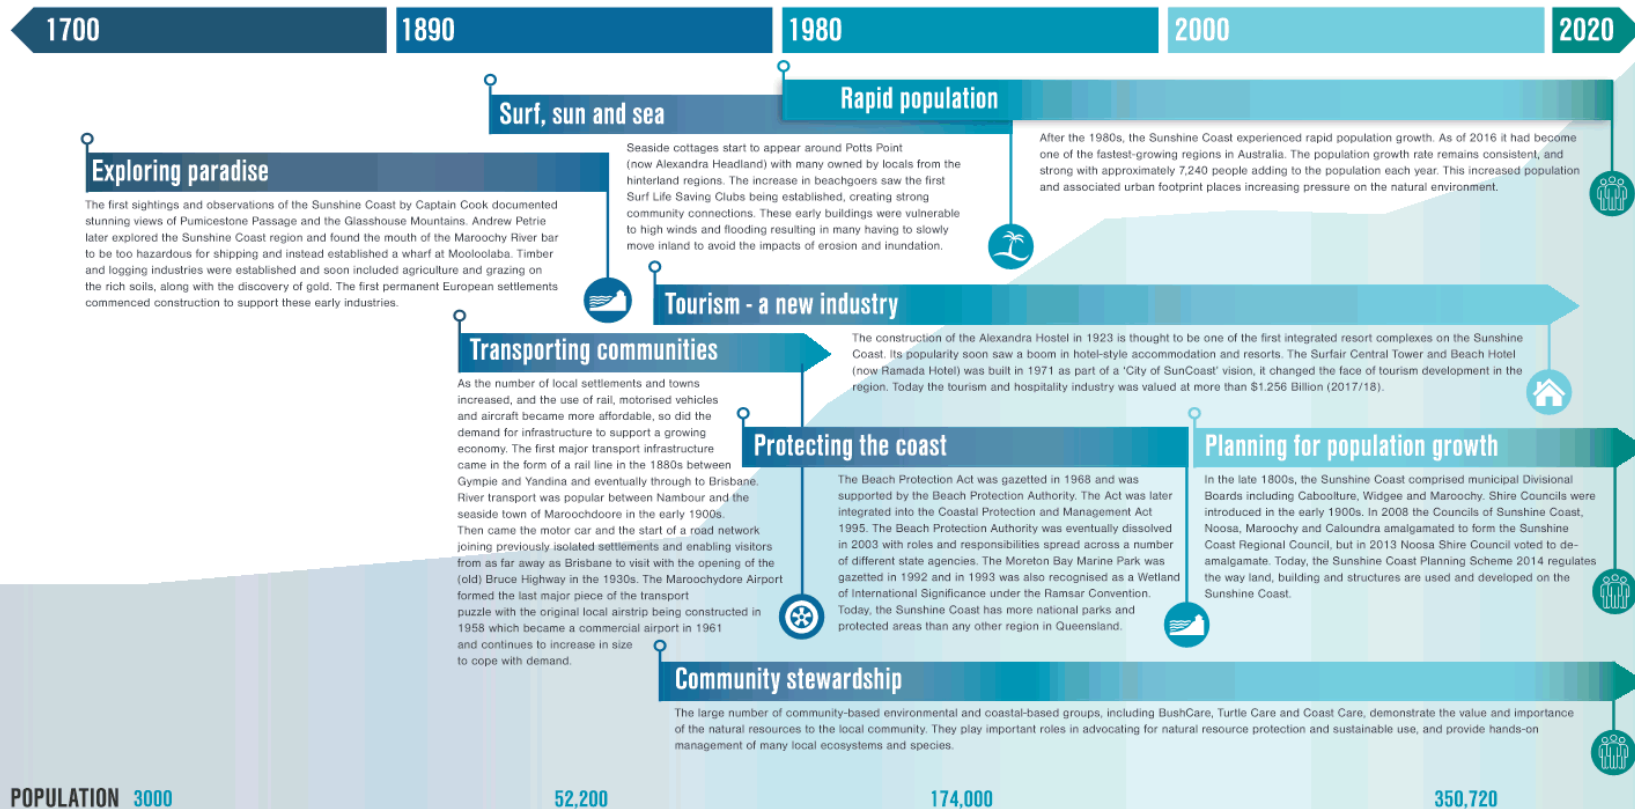 1700
1890
1980
2000
2020
Exploring paradise
The first sightings and observations of the Sunshine Coast by Captain Cook documented
stunning views of Pumicestone Passage and the Glasshouse Mountains. Andrew Petrie
later explored the Sunshine Coast region and found the mouth of the Maroochy River bar
to be too hazardous for shipping and instead established a wharf at Mooloolaba. Timber
and logging industries were established and soon included agriculture and grazing on
the rich soils, along with the discovery of gold. The first permanent European settlements
commenced construction to support these early industries.
Surf, sun and sea
Seaside cottages start to appear around Potts Point
(now Alexandra Headland) with many owned by locals from the
hinterland regions. The increase in beachgoers saw the first
Surf Life Saving Clubs being established, creating strong
community connections. These early buildings were vulnerable
to high winds and flooding resulting in many having to slowly
move inland to avoid the impacts of erosion and inundation.
Rapid population
After the 1980s, the Sunshine Coast experienced rapid population growth. As of 2016 it had become
one of the fastest-growing regions in Australia. The population growth rate remains consistent, and
strong with approximately 7,240 people adding to the population each year. This increased population
and associated urban footprint places increasing pressure on the natural environment.
Tourism - a new industry
The construction of the Alexandra Hostel in 1923 is thought to be one of the first integrated resort complexes on the Sunshine
Coast. Its popularity soon saw a boom in hotel-style accommodation and resorts. The Surfair Central Tower and Beach Hotel
(now Ramada Hotel) was built in 1971 as part of a 'City of SunCoast' vision, it changed the face of tourism development in the
region. Today the tourism and hospitality industry was valued at more than $1.256 Billion (2017/18).
Transporting communities
As the number of local settlements and towns
increased, and the use of rail, motorised vehicles
and aircraft became more affordable, so did the
demand for infrastructure to support a growing
economy. The first major transport infrastructure
came in the form of a rail line in the 1880s between
Gympie and Yandina and eventually through to Brisbane.
River transport was popular between Nambour and the
seaside town of Maroochdoore in the early 1900s.
Then came the motor car and the start of a road network
joining previously isolated settlements and enabling visitors
from as far away as Brisbane to visit with the opening of the
(old) Bruce Highway in the 1930s. The Maroochydore Airport
formed the last major piece of the transport
puzzle with the original local airstrip being constructed in
1958 which became a commercial airport in 1961
and continues to increase in size
to cope with demand.
Protecting the coast
The Beach Protection Act was gazetted in 1968 and was
supported by the Beach Protection Authority. The Act was later
integrated into the Coastal Protection and Management Act
1995. The Beach Protection Authority was eventually dissolved
in 2003 with roles and responsibilities spread across a number
of different state agencies. The Moreton Bay Marine Park was
gazetted in 1992 and in 1993 was also recognised as a Wetland
of International Significance under the Ramsar Convention.
Today, the Sunshine Coast has more national parks and
protected areas than any other region in Queensland.
Planning for population growth
In the late 1800s, the Sunshine Coast comprised municipal Divisional
Boards including Caboolture, Widgee and Maroochy. Shire Councils were
introduced in the early 1900s. In 2008 the Councils of Sunshine Coast,
Noosa, Maroochy and Caloundra amalgamated to form the Sunshine
Coast Regional Council, but in 2013 Noosa Shire Council voted to de-
amalgamate. Today, the Sunshine Coast Planning Scheme 2014 regulates
the way land, building and structures are used and developed on the
Sunshine Coast.
Community stewardship
The large number of community-based environmental and coastal-based groups, including BushCare, Turtle Care and Coast Care, demonstrate the value and importance
of the natural resources to the local community. They play important roles in advocating for natural resource protection and sustainable use, and provide hands-on
management of many local ecosystems and species.
POPULATION 3000
52,200
174,000
350,720